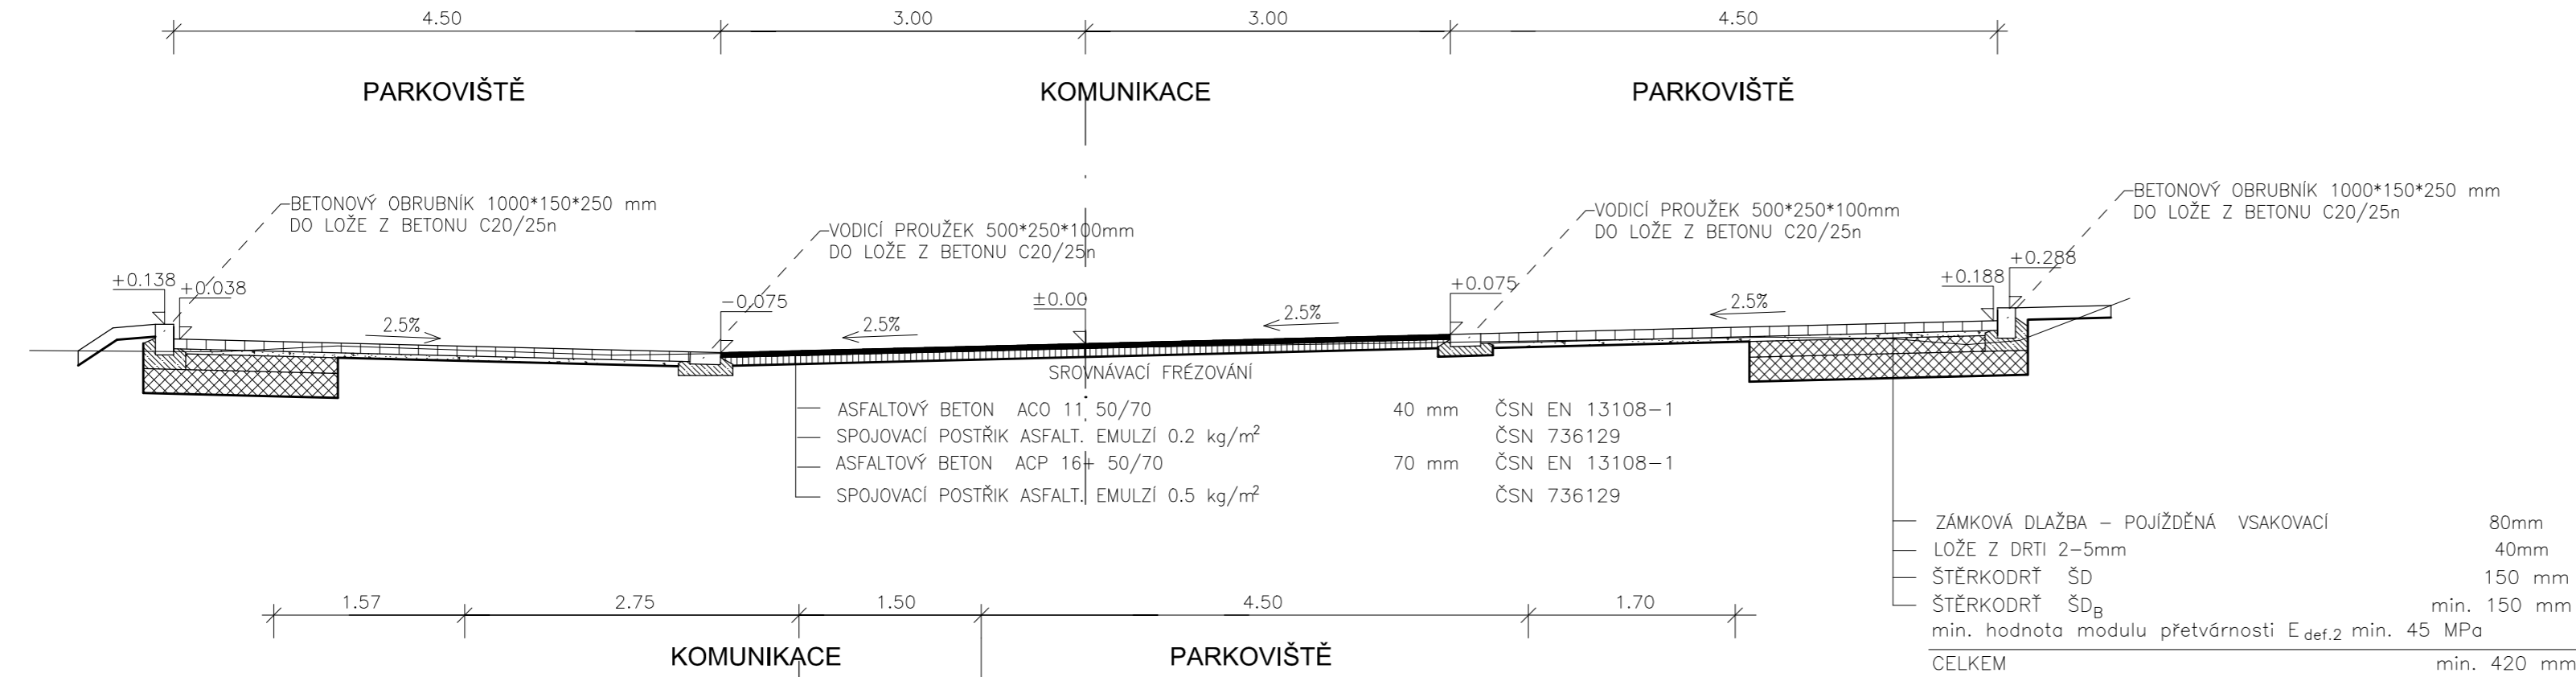 4.50 3.00 3.00 4.50
PARKOVIŠTĚ KOMUNIKACE PARKOVIŠTĚ
BETONOVÝ OBRUBNÍK 1000*150*250 mm
DO LOŽE Z BETONU C20/25n
VODICÍ PROUŽEK 500*250*100mm
DO LOŽE Z BETONU C20/25n
VODICÍ PROUŽEK 500*250*100mm
DO LOŽE Z BETONU C20/25n
BETONOVÝ OBRUBNÍK 1000*150*250 mm
DO LOŽE Z BETONU C20/25n
+0.138
+0.038
-0.075
±0.00
+0.075
+0.188
+0.288
2.5% 2.5% 2.5% 2.5%
SROVNÁVACÍ FRÉZOVÁNÍ
ASFALTOVÝ BETON ACO 11 50/70 40 mm ČSN EN 13108-1
SPOJOVACÍ POSTŘIK ASFALT. EMULZÍ 0.2 kg/m² ČSN 736129
ASFALTOVÝ BETON ACP 16+ 50/70 70 mm ČSN EN 13108-1
SPOJOVACÍ POSTŘIK ASFALT. EMULZÍ 0.5 kg/m² ČSN 736129
ZÁMKOVÁ DLAŽBA - POJÍŽDĚNÁ VSAKOVACÍ 80mm
LOŽE Z DRTI 2-5mm 40mm
ŠTĚRKODRŤ ŠD 150 mm
ŠTĚRKODRŤ ŠDB min. 150 mm
min. hodnota modulu přetvárnosti E def.2 min. 45 MPa
CELKEM min. 420 mm
1.57 2.75 1.50 4.50 1.70
KOMUNIKACE PARKOVIŠTĚ